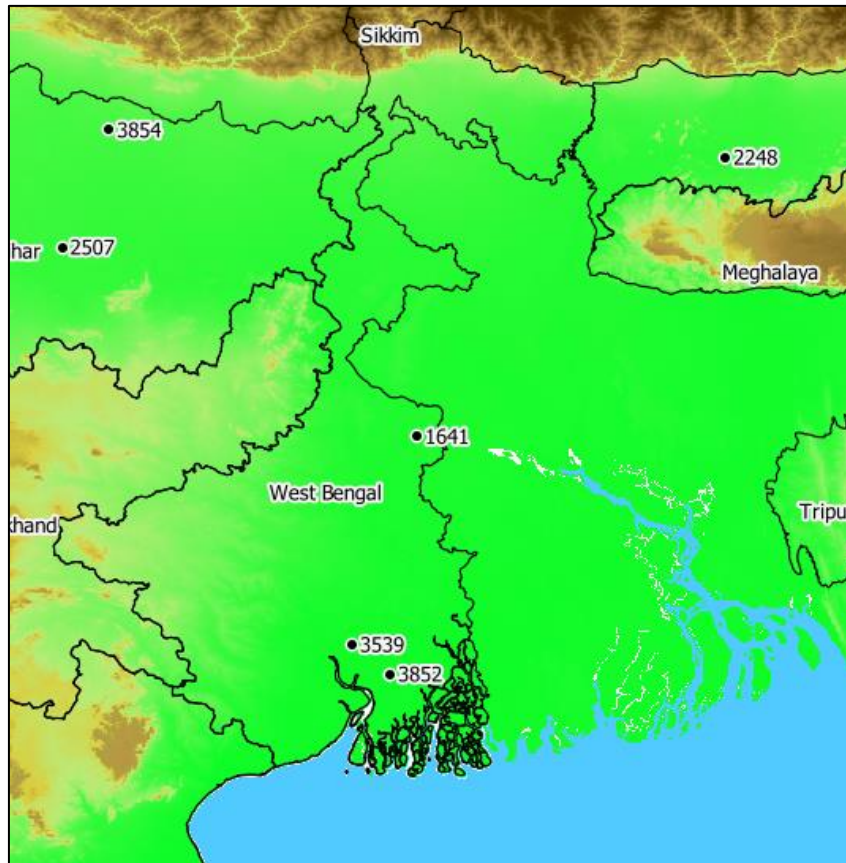 Sikkim
3854
2248
har
2507
Meghalaya
1641
West Bengal
khand
Tripu
3539
3852